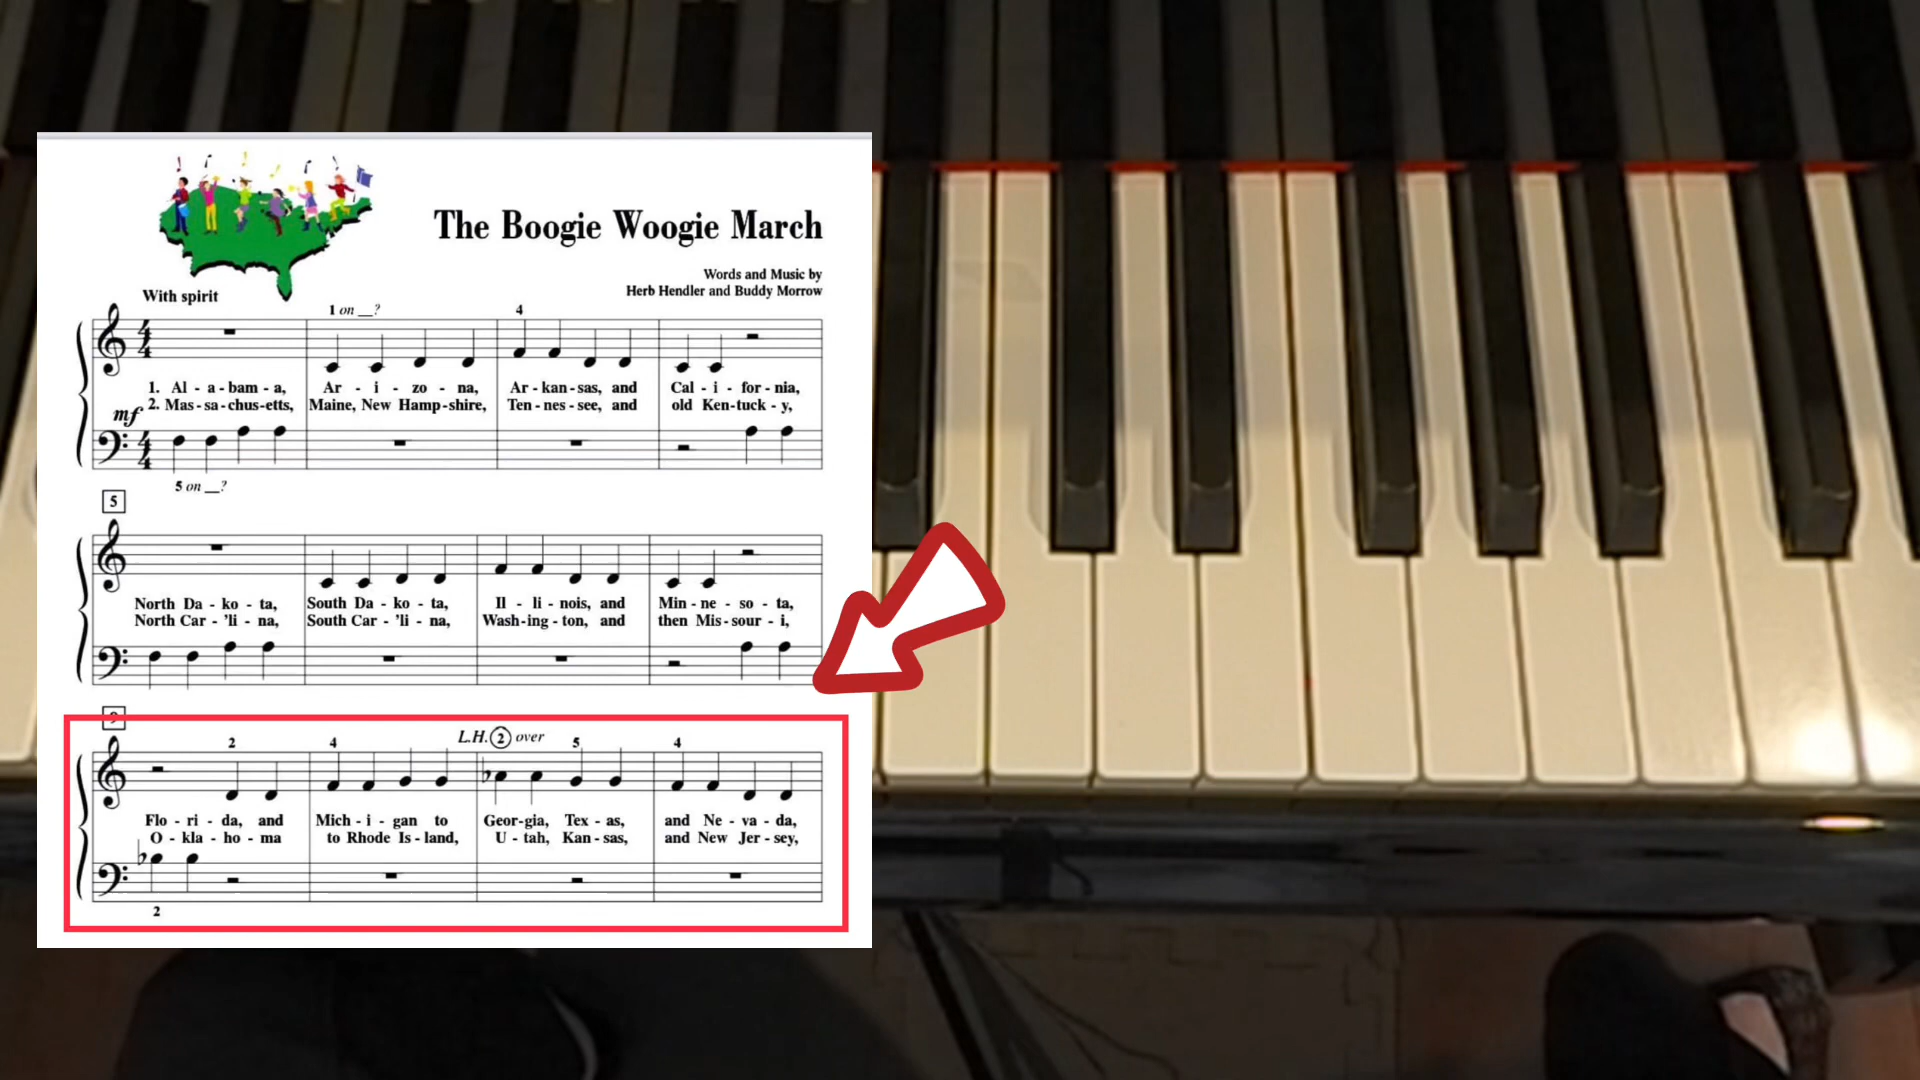 The Boogie Woogie March
Words and Music by
Herb Hendler and Buddy Morrow
With spirit
1 on __?
4
1. Al - a - bam - a, Ar - i - zo - na, Ar - kan - sas, and Cal - i - for - nia,
2. Mas - sa - chus - etts, Maine, New Hamp - shire, Ten - nes - see, and old Ken - tuck - y,
mf
5 on __?
5
North Da - ko - ta, South Da - ko - ta, Il - li - nois, and Min - ne - so - ta,
North Car - 'li - na, South Car - 'li - na, Wash - ing - ton, and then Mis - sour - i,
9
2 4 L.H. 2 over 5 4
Flo - ri - da, and Mich - i - gan to Geor - gia, Tex - as, and Ne - va - da,
O - kla - ho - ma to Rhode Is - land, U - tah, Kan - sas, and New Jer - sey,
2